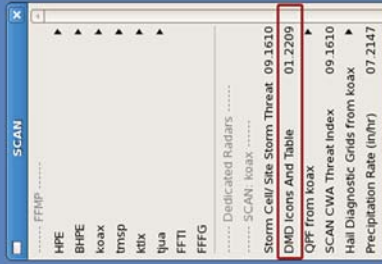 SCAN
------ FFMP ------
HPE
BHPE
koax
tmsp
ktlx
tjua
FFTI
FFFG
------ Dedicated Radars ------
------ SCAN: koax ------
Storm Cell/ Site Storm Threat 09.1610
DMD Icons And Table 01.2209
QPF from koax
SCAN CWA Threat Index 09.1610
Hail Diagnostic Grids from koax
Precipitation Rate (in/hr) 07.2147